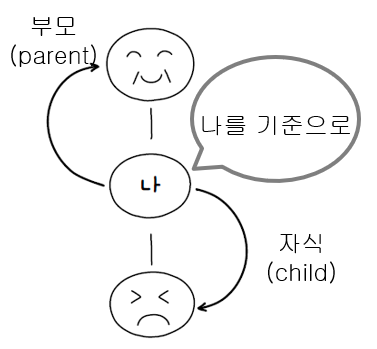 부모
(parent)
나를 기준으로
나
자식
(child)